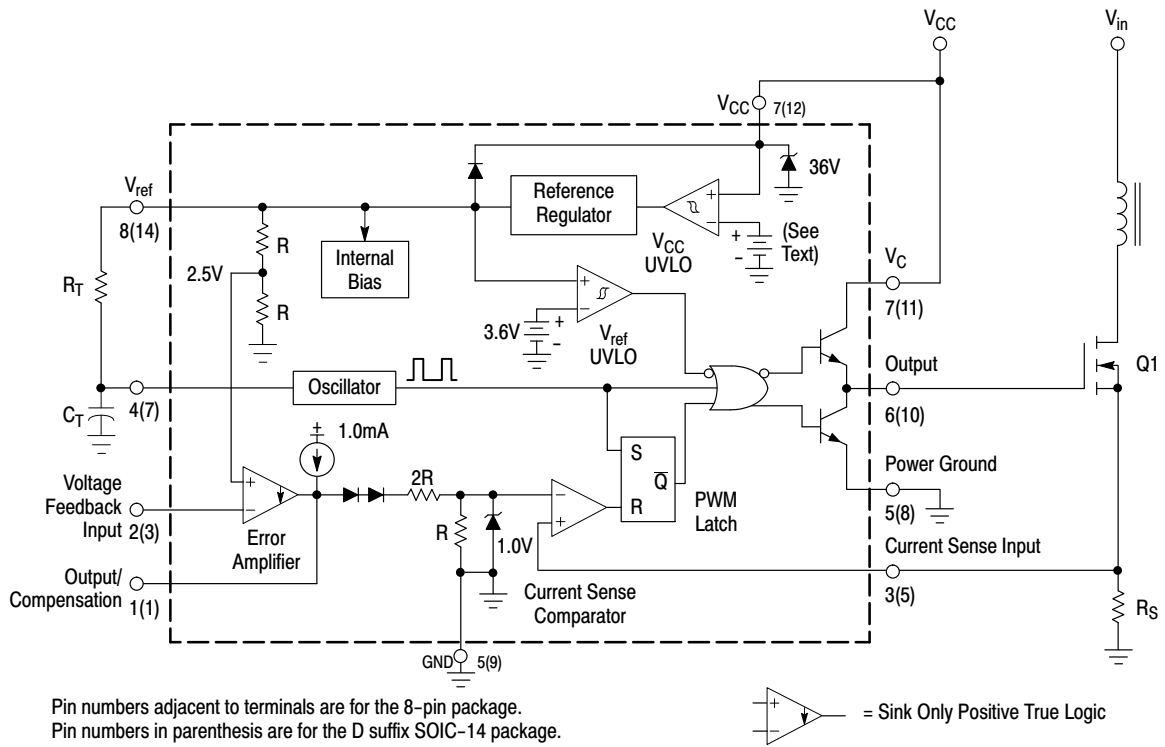 V_CC
V_in
V_CC 7(12)
36V
V_ref
8(14)
Reference
Regulator
+
−
+
−
(See
Text)
V_CC
UVLO
R
Internal
Bias
2.5V
R
R_T
+
−
3.6V
+
−
V_ref
UVLO
V_C
7(11)
Output
6(10)
Q1
Oscillator
4(7)
C_T
+
1.0mA
S
Q
R
PWM
Latch
Power Ground
5(8)
Voltage
Feedback
Input
2(3)
+
−
Error
Amplifier
2R
R
1.0V
−
+
Current Sense
Comparator
Current Sense Input
3(5)
R_S
Output/
Compensation
1(1)
GND 5(9)
Pin numbers adjacent to terminals are for the 8−pin package.
Pin numbers in parenthesis are for the D suffix SOIC−14 package.
+
−
= Sink Only Positive True Logic